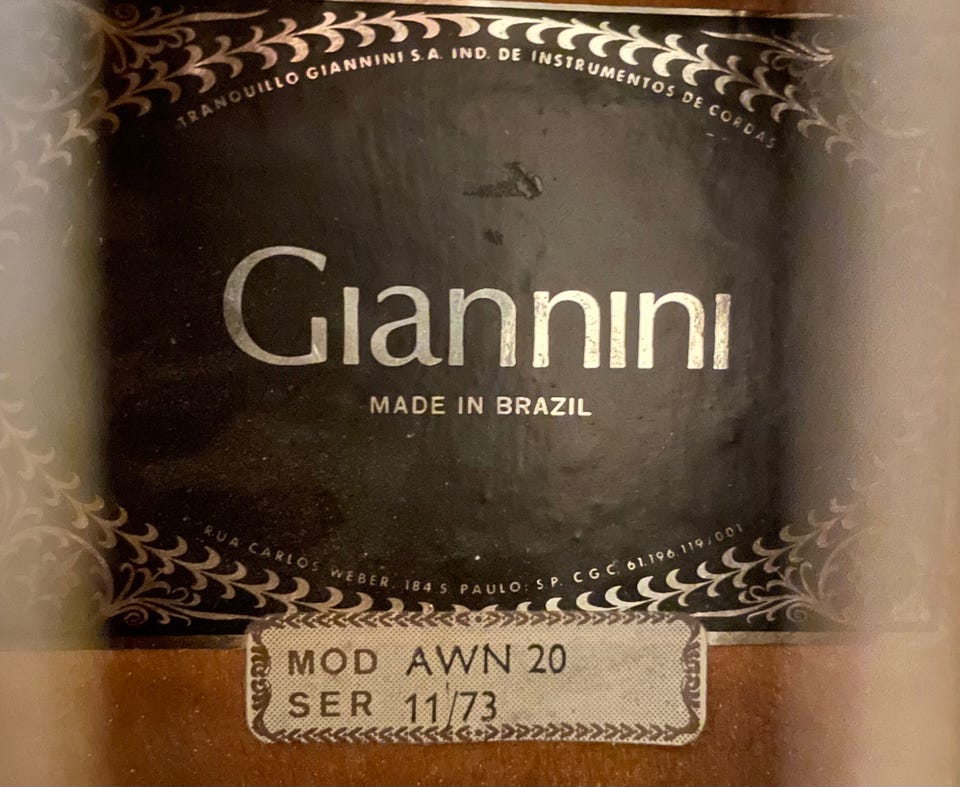 TRANQUILLO GIANNINI S.A. IND. DE INSTRUMENTOS DE CORDAS
Giannini
MADE IN BRAZIL
RUA CARLOS WEBER, 184 S. PAULO: S.P. C G C 61.196.119/001
MOD AWN 20
SER 11/73